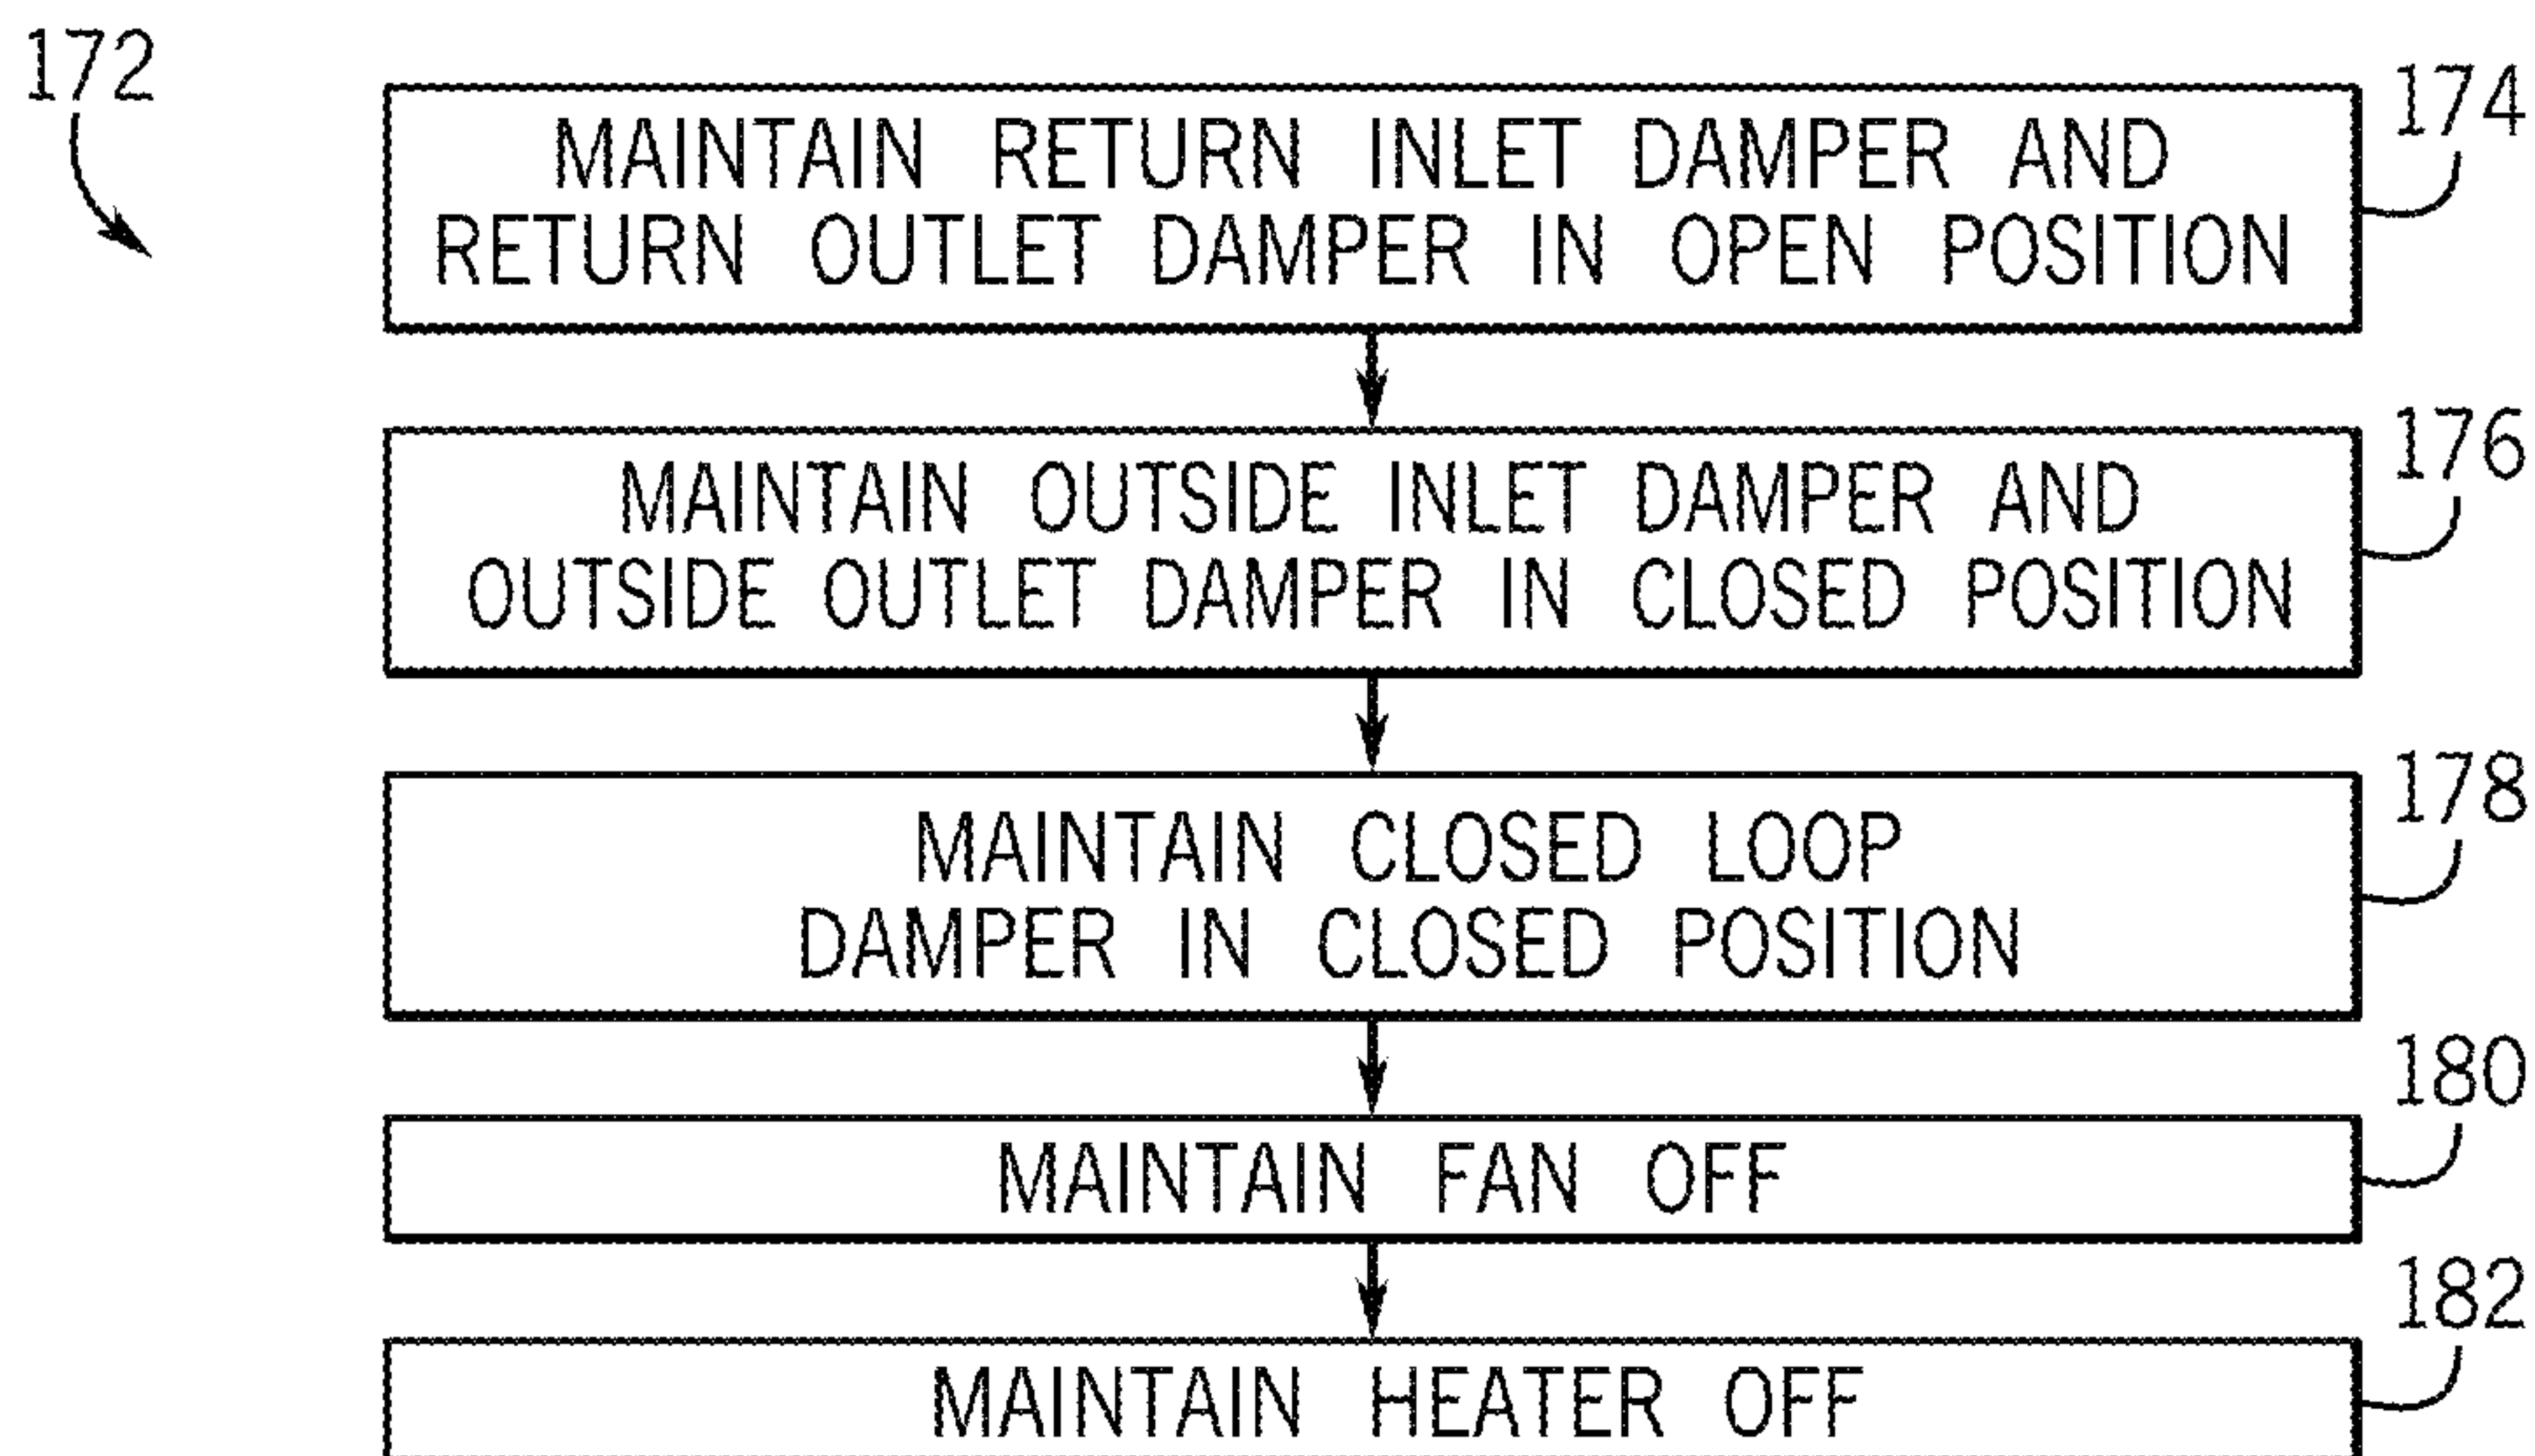 172
174
MAINTAIN RETURN INLET DAMPER AND
RETURN OUTLET DAMPER IN OPEN POSITION
176
MAINTAIN OUTSIDE INLET DAMPER AND
OUTSIDE OUTLET DAMPER IN CLOSED POSITION
178
MAINTAIN CLOSED LOOP
DAMPER IN CLOSED POSITION
180
MAINTAIN FAN OFF
182
MAINTAIN HEATER OFF